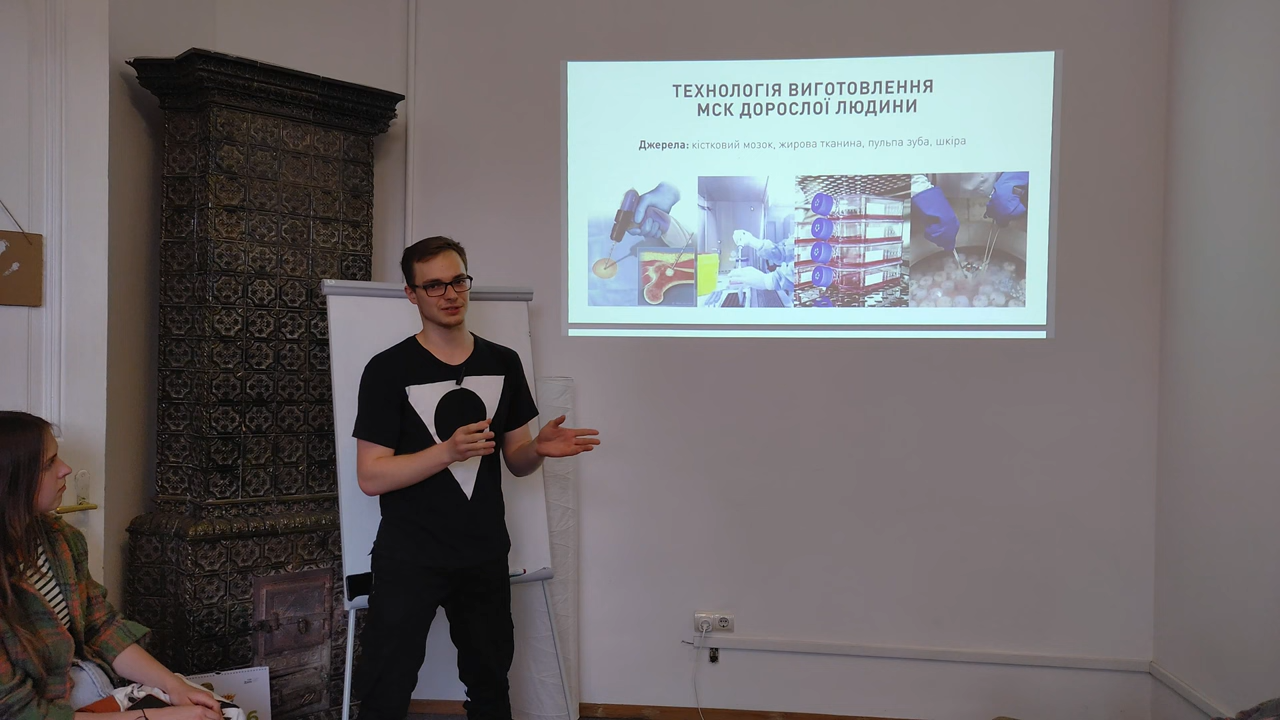 ТЕХНОЛОГІЯ ВИГОТОВЛЕННЯ
МСК ДОРОСЛОЇ ЛЮДИНИ
Джерела: кістковий мозок, жирова тканина, пульпа зуба, шкіра